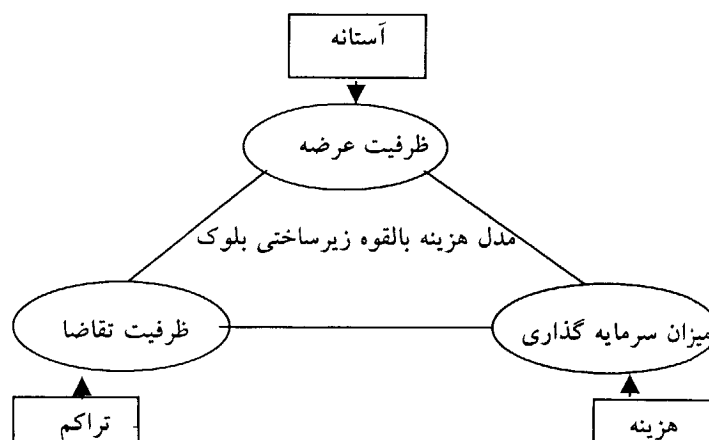 آستانه
ظرفیت عرضه
مدل هزینه بالقوه زیرساختی بلوک
میزان سرمایه گذاری
ظرفیت تقاضا
هزینه
تراکم